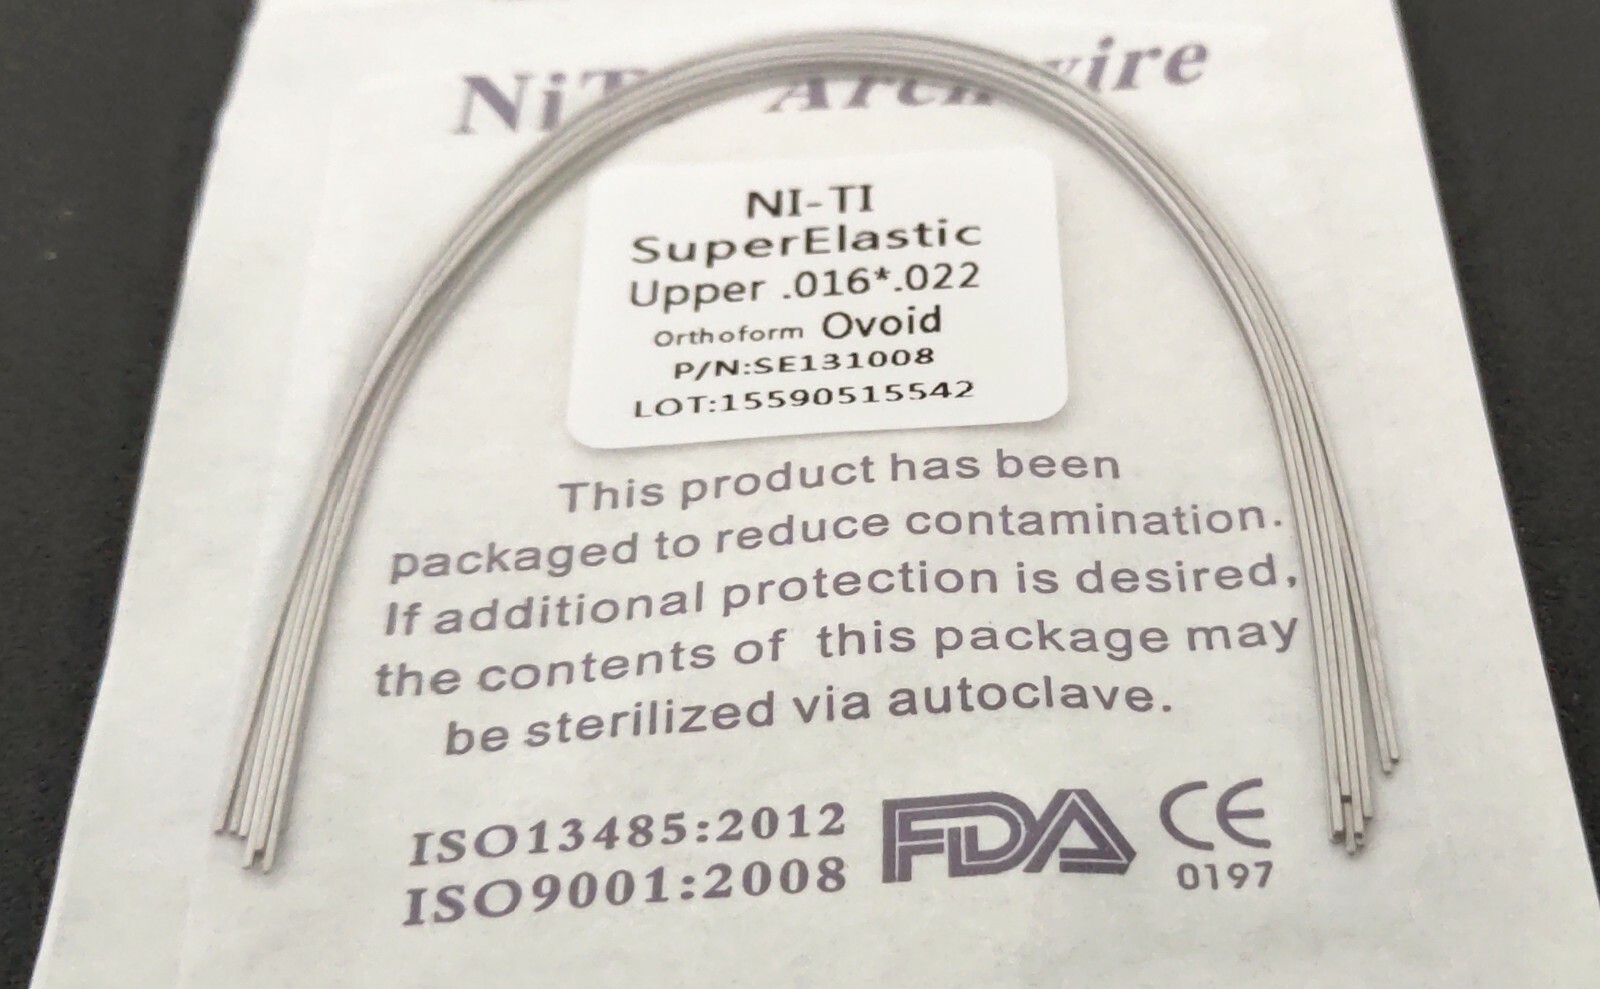 NiTi Archwire
NI-TI
SuperElastic
Upper .016*.022
Orthoform Ovoid
P/N:SE131008
LOT:15590515542
This product has been
packaged to reduce contamination.
If additional protection is desired,
the contents of this package may
be sterilized via autoclave.
ISO13485:2012
ISO9001:2008
FDA
CE
0197